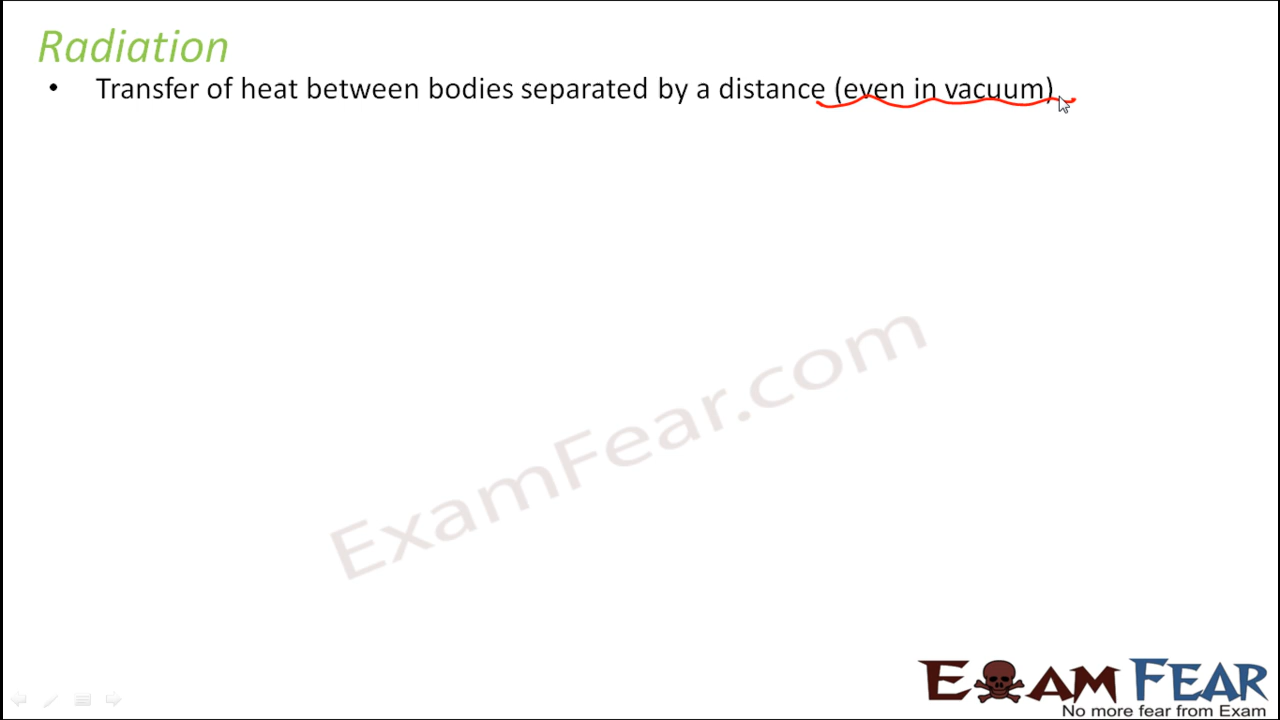 Radiation
• Transfer of heat between bodies separated by a distance (even in vacuum)
ExamFear.com
EXAM FEAR
No more fear from Exam